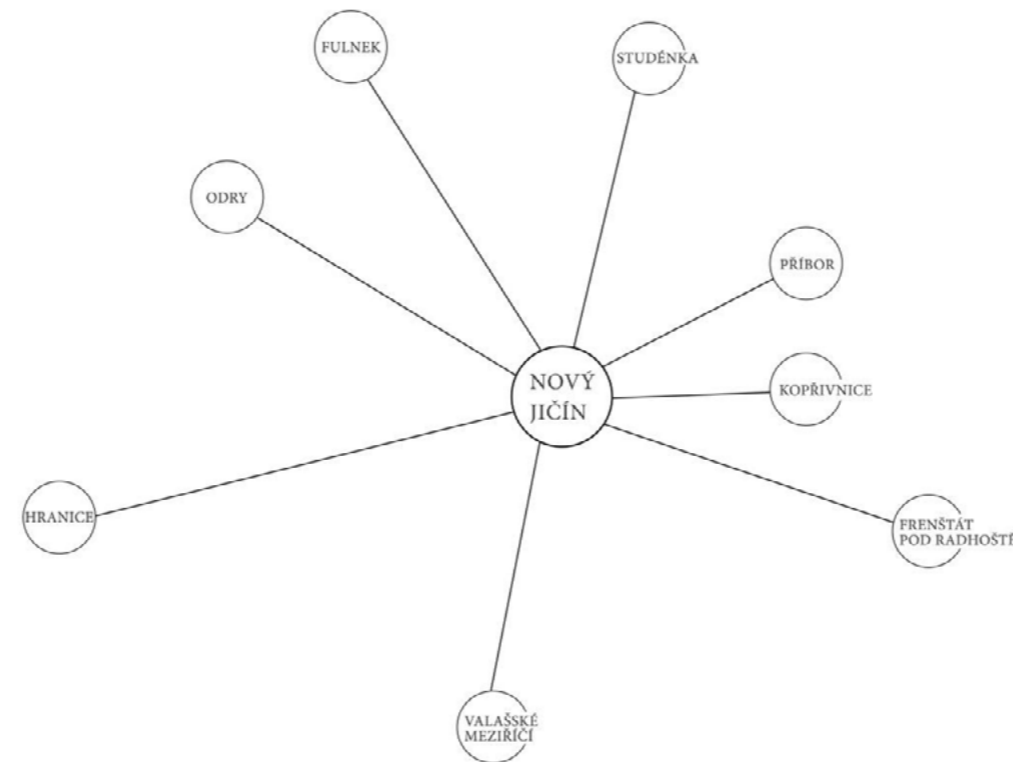 FULNEK
STUDÉNKA
ODRY
PŘÍBOR
NOVÝ
JIČÍN
KOPŘIVNICE
HRANICE
FRENŠTÁT
POD RADHOŠTĚ
VALAŠSKÉ
MEZIŘÍČÍ